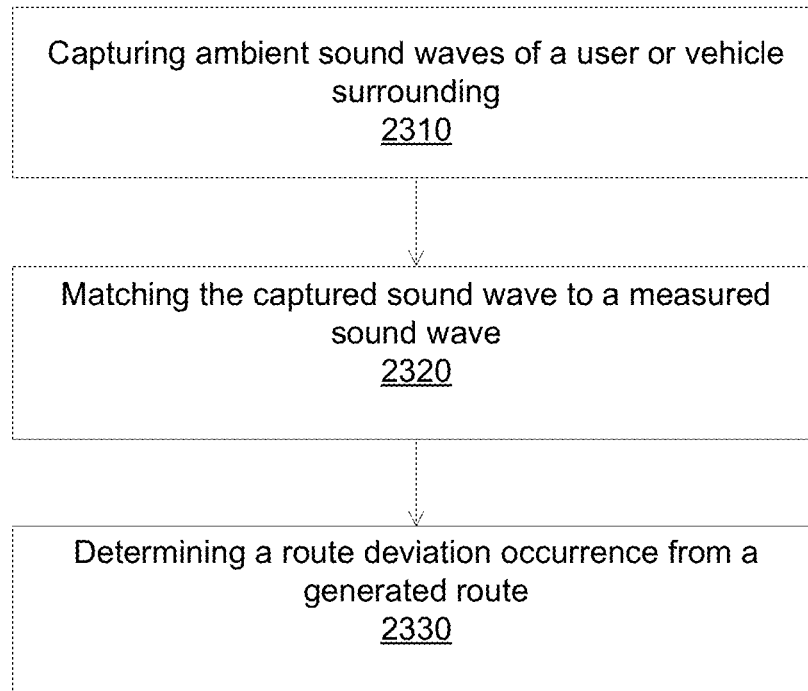 Capturing ambient sound waves of a user or vehicle
surrounding
2310
Matching the captured sound wave to a measured
sound wave
2320
Determining a route deviation occurrence from a
generated route
2330